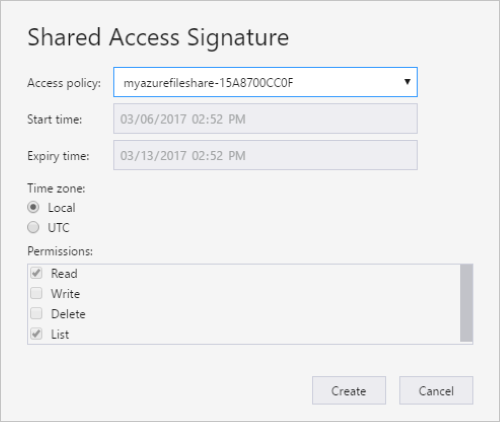 Shared Access Signature
Access policy: myazurefileshare-15A8700CC0F
Start time: 03/06/2017 02:52 PM
Expiry time: 03/13/2017 02:52 PM
Time zone:
Local
UTC
Permissions:
Read
Write
Delete
List
Create Cancel